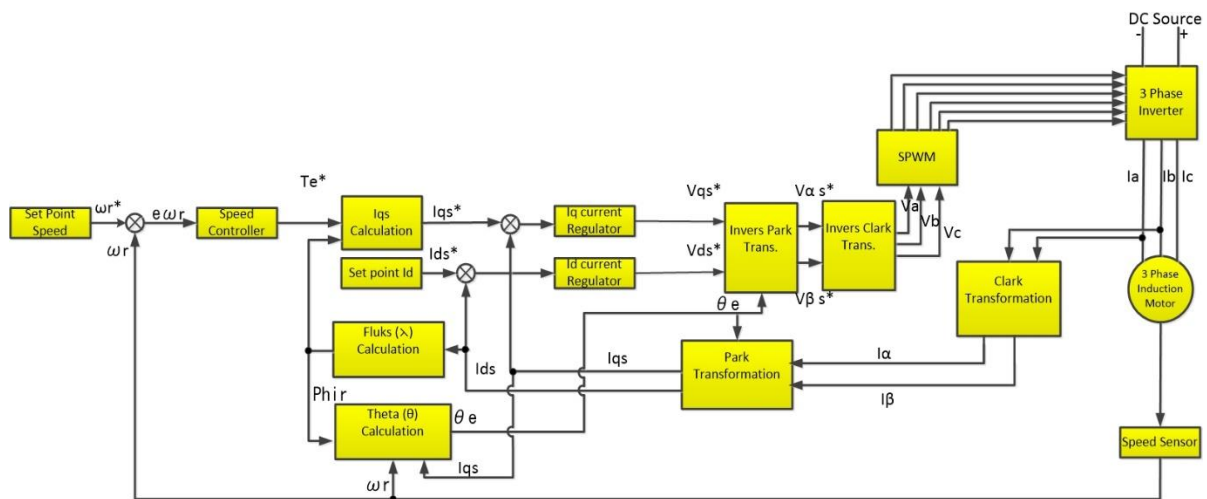 DC Source
- +
3 Phase
Inverter
SPWM
Ia
Ib
Ic
Te*
Vqs*
Vα s*
Va
Vb
Vc
ωr*
e ωr
Set Point
Speed
Speed
Controller
Iqs
Calculation
Iqs*
Iq current
Regulator
Invers Park
Trans.
Invers Clark
Trans.
ωr
Ids*
Vds*
Set point Id
Id current
Regulator
Clark
Transformation
3 Phase
Induction
Motor
Vβ s*
θe
Fluks (λ)
Calculation
Ids
Iqs
Park
Transformation
Iα
Iβ
Phir
Theta (θ)
Calculation
θe
Speed Sensor
Iqs
ωr